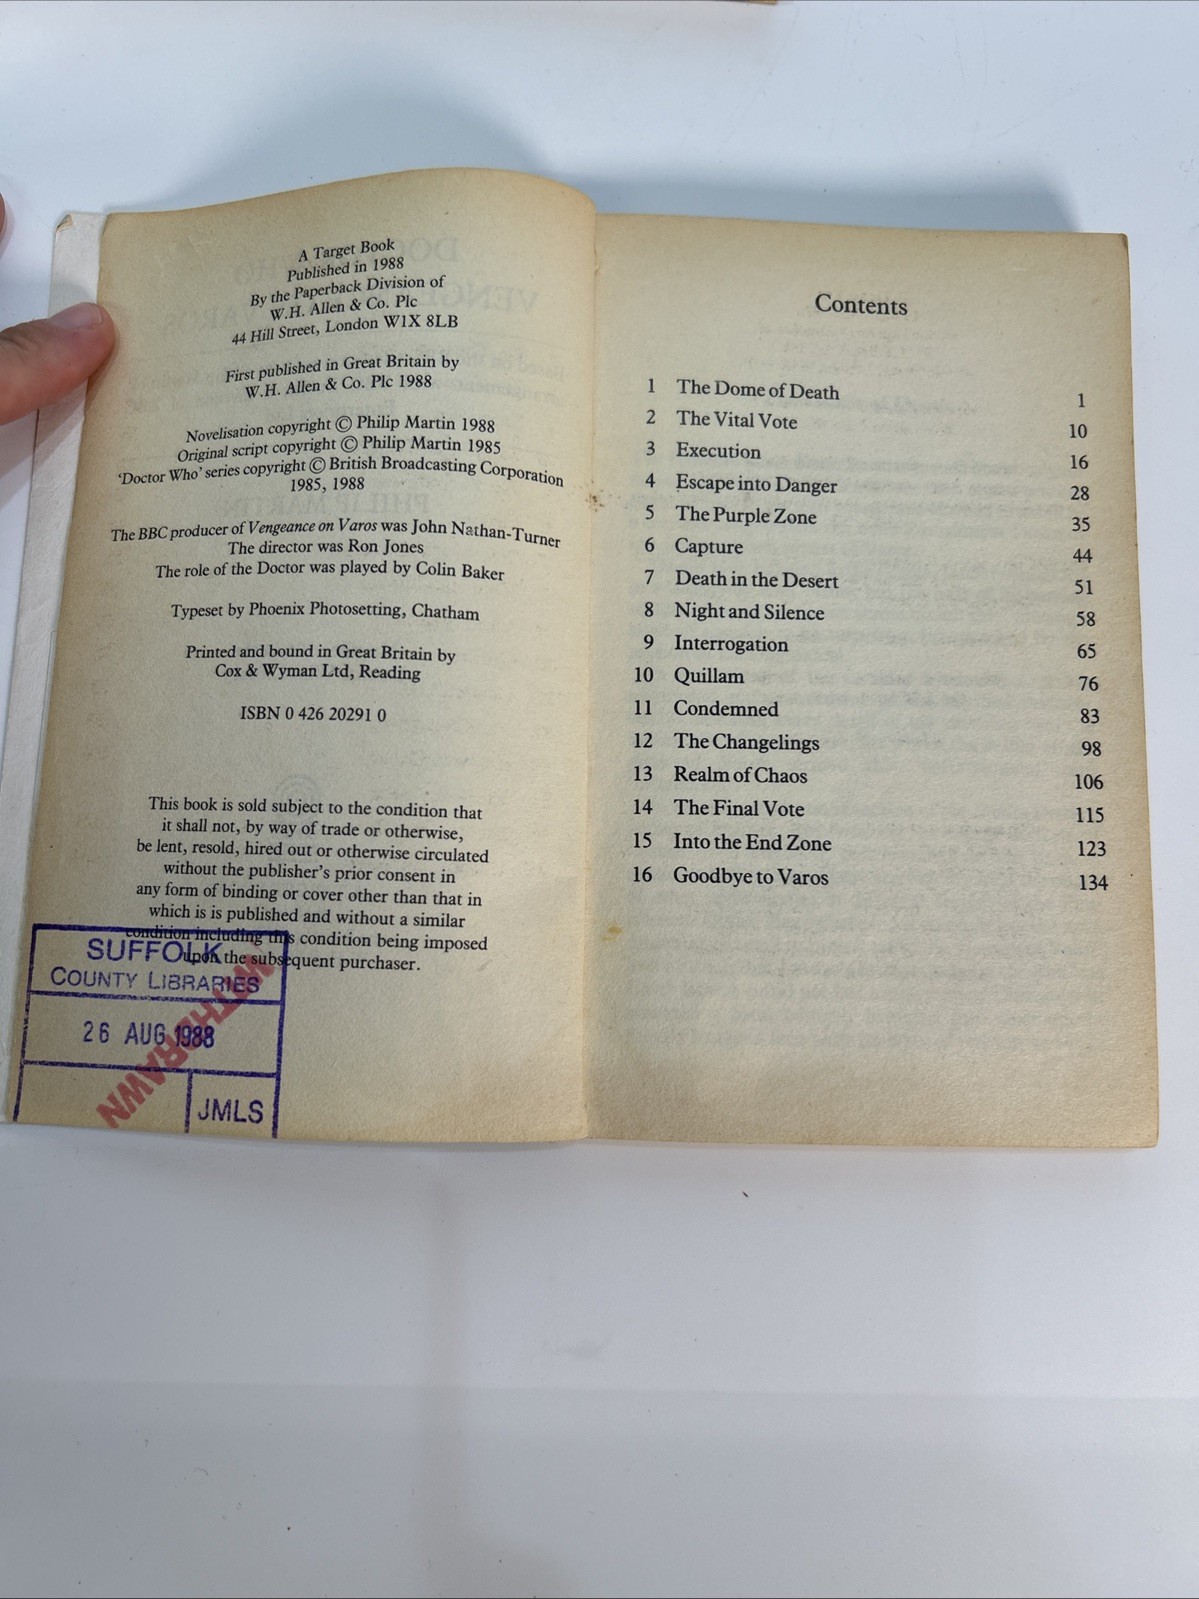 A Target Book
Published in 1988
By the Paperback Division of
W.H. Allen & Co. Plc
44 Hill Street, London W1X 8LB
First published in Great Britain by
W.H. Allen & Co. Plc 1988
Novelisation copyright © Philip Martin 1988
Original script copyright © Philip Martin 1985
'Doctor Who' series copyright © British Broadcasting Corporation
1985, 1988
The BBC producer of Vengeance on Varos was John Nathan-Turner
The director was Ron Jones
The role of the Doctor was played by Colin Baker
Typeset by Phoenix Photosetting, Chatham
Printed and bound in Great Britain by
Cox & Wyman Ltd, Reading
ISBN 0 426 20291 0
This book is sold subject to the condition that
it shall not, by way of trade or otherwise,
be lent, resold, hired out or otherwise circulated
without the publisher's prior consent in
any form of binding or cover other than that in
which is is published and without a similar
condition including this condition being imposed
upon the subsequent purchaser.
SUFFOLK
COUNTY LIBRARIES
26 AUG 1988
JMLS
WITHDRAWN
Contents
1 The Dome of Death 1
2 The Vital Vote 10
3 Execution 16
4 Escape into Danger 28
5 The Purple Zone 35
6 Capture 44
7 Death in the Desert 51
8 Night and Silence 58
9 Interrogation 65
10 Quillam 76
11 Condemned 83
12 The Changelings 98
13 Realm of Chaos 106
14 The Final Vote 115
15 Into the End Zone 123
16 Goodbye to Varos 134